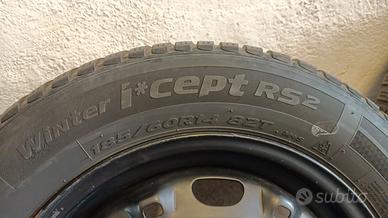 Winter i*cept RS2
185/60R14 82T
subito